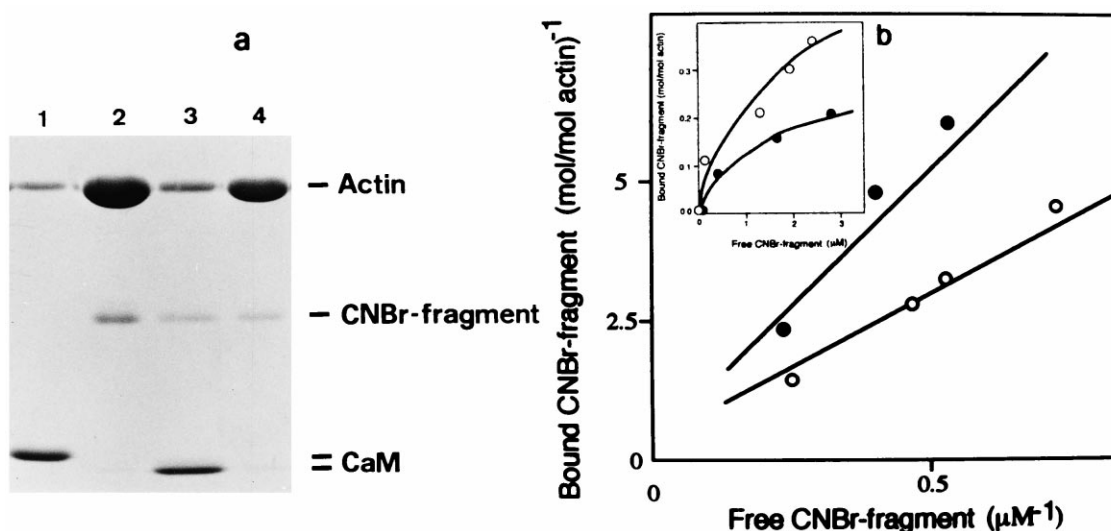 a
1 2 3 4
Actin
CNBr-fragment
CaM
b
Bound CNBr-fragment (mol/mol actin)⁻¹
5
2.5
0
0
0.5
Free CNBr-fragment (μM⁻¹)
Bound CNBr-fragment (mol/mol actin)
0.3
0.2
0.1
0.0
0 1 2 3
Free CNBr-fragment (μM)